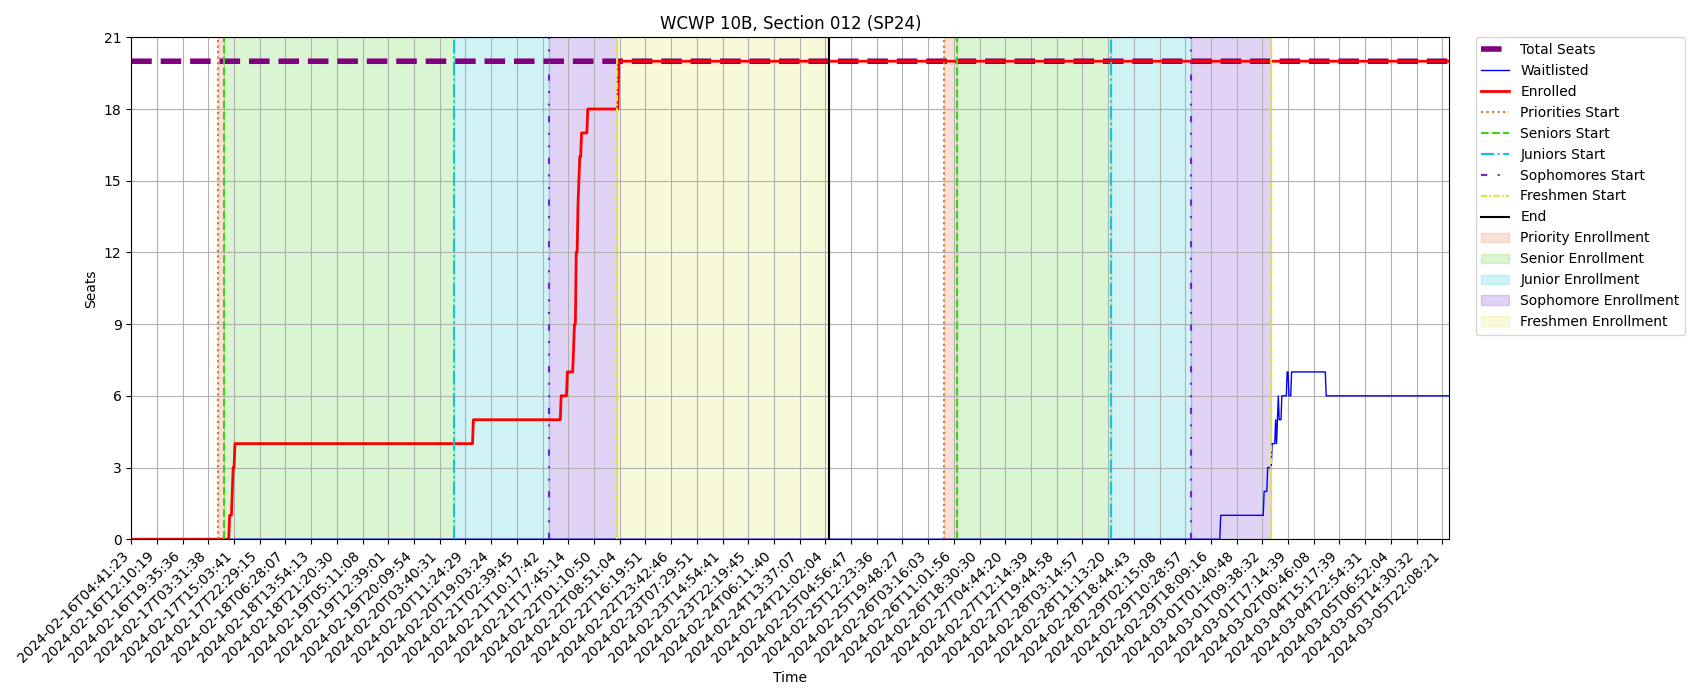 WCWP 10B, Section 012 (SP24)
21
18
15
12
9
6
3
0
Seats
2024-02-16T04:41:23
2024-02-16T12:10:19
2024-02-16T19:35:36
2024-02-17T03:31:38
2024-02-17T15:03:41
2024-02-17T22:29:15
2024-02-18T06:28:07
2024-02-18T13:54:13
2024-02-18T21:20:30
2024-02-19T05:11:08
2024-02-19T12:39:01
2024-02-19T20:09:54
2024-02-20T03:40:31
2024-02-20T11:24:29
2024-02-20T19:03:24
2024-02-21T02:39:45
2024-02-21T10:17:42
2024-02-21T17:45:14
2024-02-22T01:10:50
2024-02-22T08:51:04
2024-02-22T16:19:51
2024-02-22T23:42:46
2024-02-23T07:29:51
2024-02-23T14:54:41
2024-02-23T22:19:45
2024-02-24T06:11:40
2024-02-24T13:37:07
2024-02-24T21:02:04
2024-02-25T04:56:47
2024-02-25T12:23:36
2024-02-25T19:48:27
2024-02-26T03:16:03
2024-02-26T11:01:56
2024-02-26T18:30:30
2024-02-27T04:44:20
2024-02-27T12:14:39
2024-02-27T19:44:58
2024-02-28T03:14:57
2024-02-28T11:13:20
2024-02-28T18:44:43
2024-02-29T02:15:08
2024-02-29T10:28:57
2024-02-29T18:09:16
2024-03-01T01:40:48
2024-03-01T09:38:32
2024-03-01T17:14:39
2024-03-02T00:46:08
2024-03-04T15:17:39
2024-03-04T22:54:31
2024-03-05T06:52:04
2024-03-05T14:30:32
2024-03-05T22:08:21
Time
Total Seats
Waitlisted
Enrolled
Priorities Start
Seniors Start
Juniors Start
Sophomores Start
Freshmen Start
End
Priority Enrollment
Senior Enrollment
Junior Enrollment
Sophomore Enrollment
Freshmen Enrollment